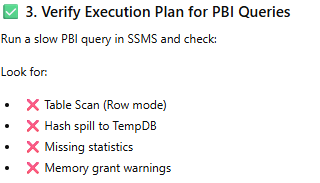 ✅ 3. Verify Execution Plan for PBI Queries
Run a slow PBI query in SSMS and check:
Look for:
• ❌ Table Scan (Row mode)
• ❌ Hash spill to TempDB
• ❌ Missing statistics
• ❌ Memory grant warnings